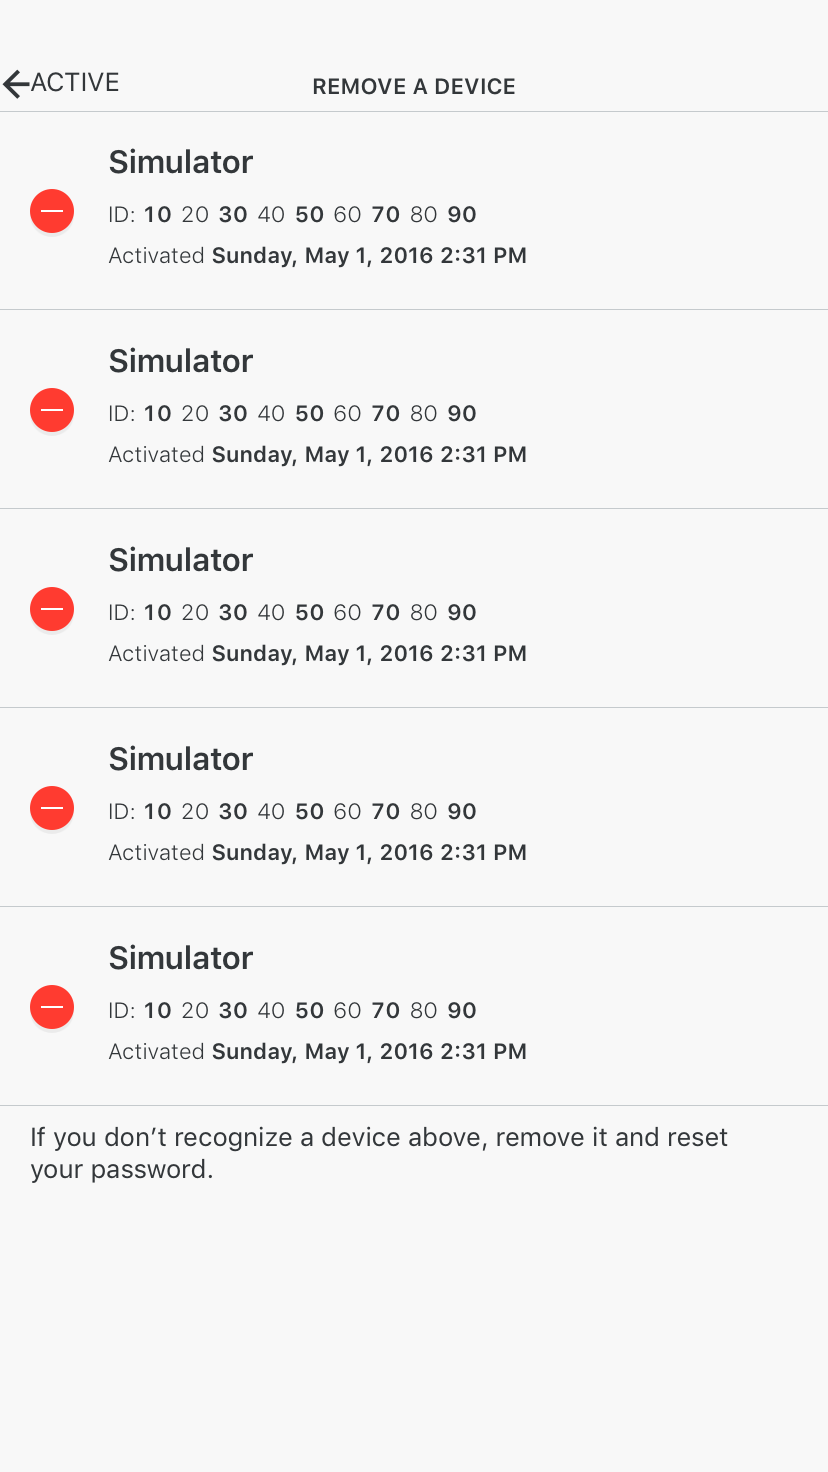 ACTIVE
REMOVE A DEVICE
Simulator
ID: 10 20 30 40 50 60 70 80 90
Activated Sunday, May 1, 2016 2:31 PM
Simulator
ID: 10 20 30 40 50 60 70 80 90
Activated Sunday, May 1, 2016 2:31 PM
Simulator
ID: 10 20 30 40 50 60 70 80 90
Activated Sunday, May 1, 2016 2:31 PM
Simulator
ID: 10 20 30 40 50 60 70 80 90
Activated Sunday, May 1, 2016 2:31 PM
Simulator
ID: 10 20 30 40 50 60 70 80 90
Activated Sunday, May 1, 2016 2:31 PM
If you don’t recognize a device above, remove it and reset
your password.